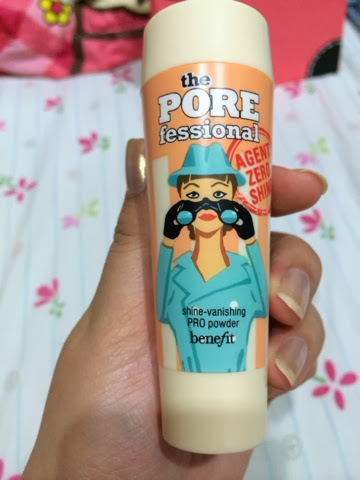 the
PORE
fessional
AGENT
ZERO
SHINE
shine-vanishing
PRO powder
benefit